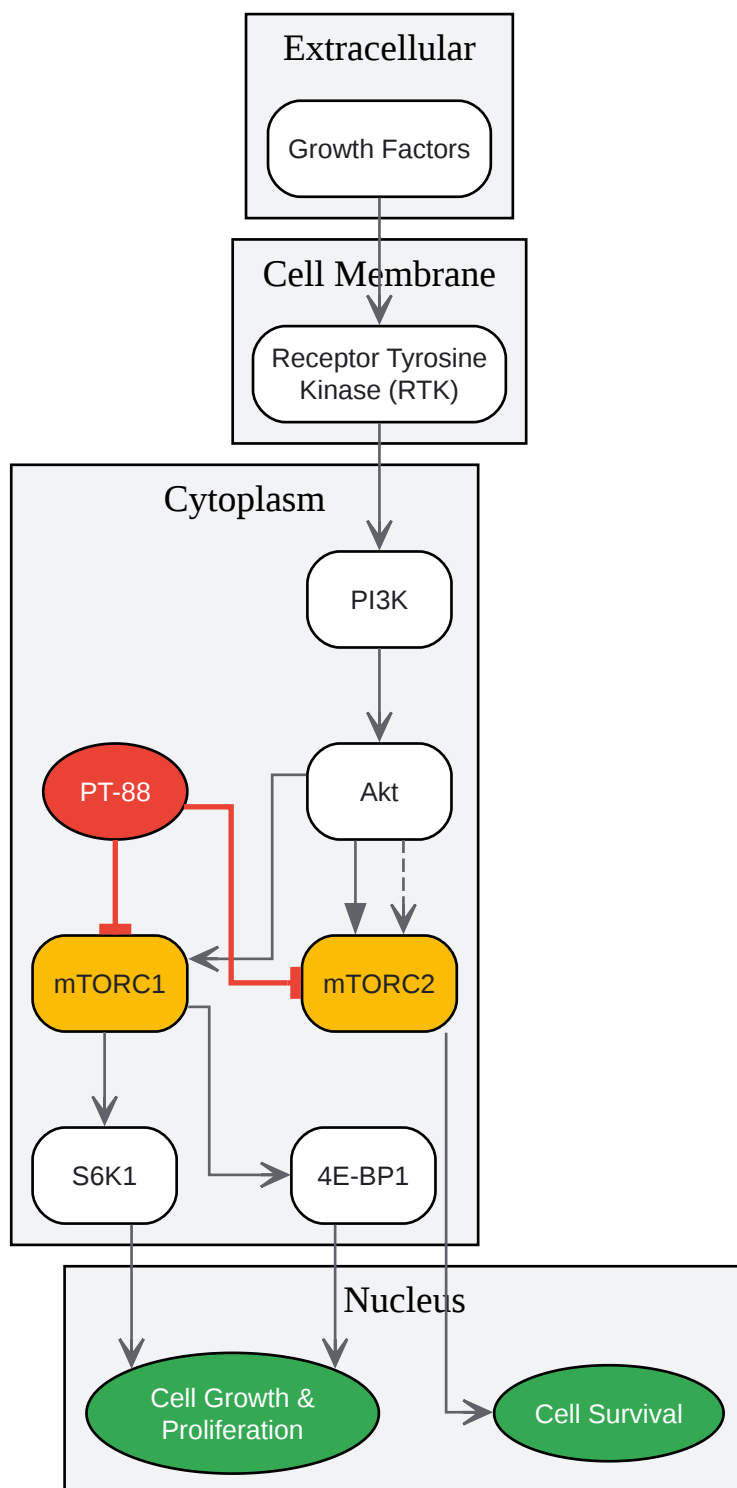 Extracellular
Growth Factors
Cell Membrane
Receptor Tyrosine
Kinase (RTK)
Cytoplasm
PI3K
PT-88
Akt
mTORC1
mTORC2
S6K1
4E-BP1
Nucleus
Cell Growth &
Proliferation
Cell Survival